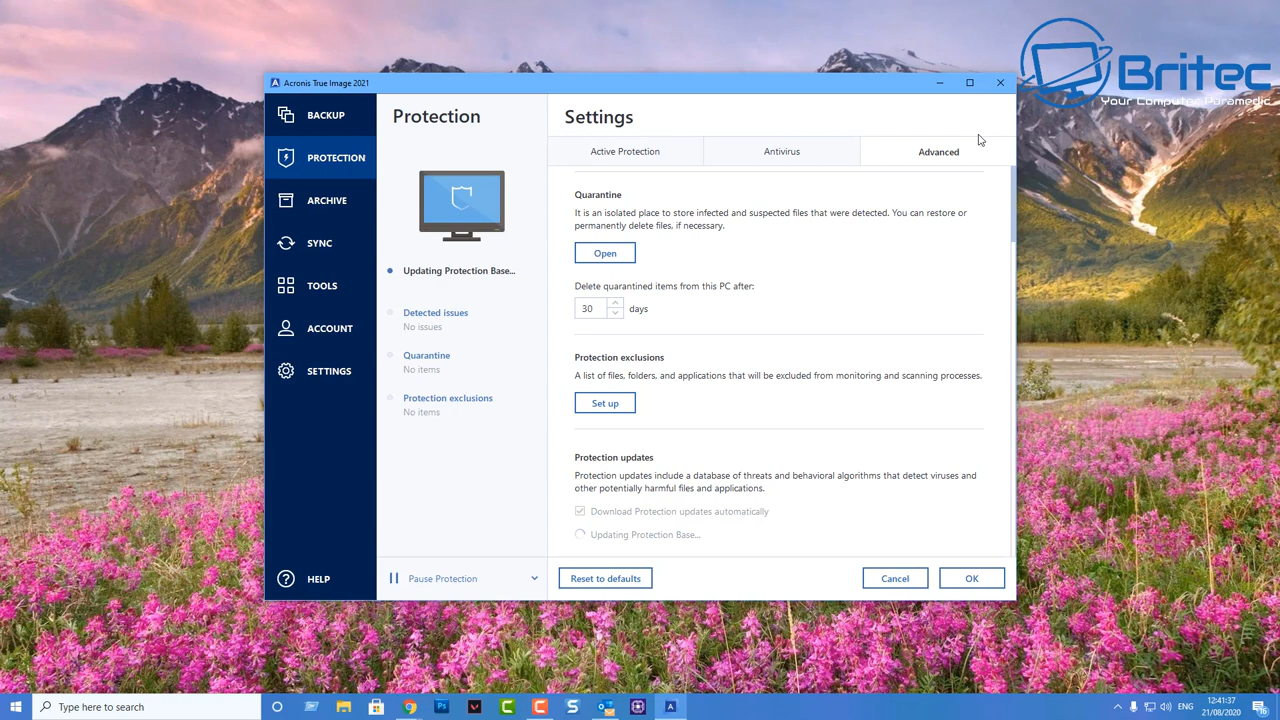 Britec
Your Computer Paramedic
Acronis True Image 2021
BACKUP
PROTECTION
ARCHIVE
SYNC
TOOLS
ACCOUNT
SETTINGS
HELP
Protection
Updating Protection Base...
Detected issues
No issues
Quarantine
No items
Protection exclusions
No items
Pause Protection
Settings
Active Protection
Antivirus
Advanced
Quarantine
It is an isolated place to store infected and suspected files that were detected. You can restore or
permanently delete files, if necessary.
Open
Delete quarantined items from this PC after:
30 days
Protection exclusions
A list of files, folders, and applications that will be excluded from monitoring and scanning processes.
Set up
Protection updates
Protection updates include a database of threats and behavioral algorithms that detect viruses and
other potentially harmful files and applications.
Download Protection updates automatically
Updating Protection Base...
Reset to defaults
Cancel
OK
Type here to search
Ps
ENG
12:41:37
21/08/2020
16